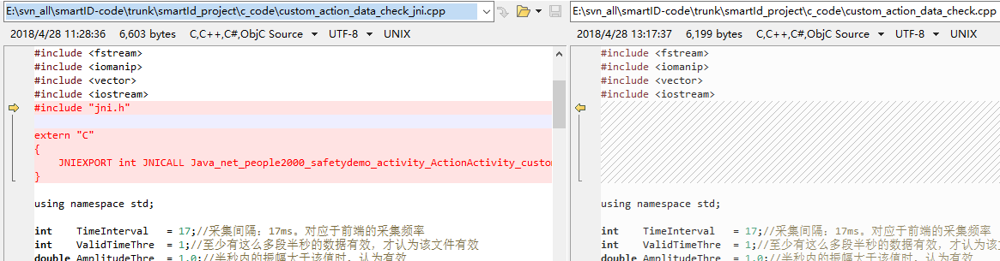 E:\svn_all\smartID-code\trunk\smartId_project\c_code\custom_action_data_check_jni.cpp
2018/4/28 11:28:36 6,603 bytes C,C++,C#,ObjC Source UTF-8 UNIX
#include <fstream>
#include <iomanip>
#include <vector>
#include <iostream>
#include "jni.h"
extern "C"
{
JNIEXPORT int JNICALL Java_net_people2000_safetydemo_activity_ActionActivity_custo
}
using namespace std;
int TimeInterval = 17;//采集间隔：17ms。对应于前端的采集频率
int ValidTimeThre = 1;//至少有这么多段半秒的数据有效，才认为该文件有效
double AmplitudeThre = 1.0;//半秒内的振幅大于该值时，认为有效
E:\svn_all\smartID-code\trunk\smartId_project\c_code\custom_action_data_check.cpp
2018/4/28 13:17:37 6,199 bytes C,C++,C#,ObjC Source UTF-8 UNIX
#include <fstream>
#include <iomanip>
#include <vector>
#include <iostream>
using namespace std;
int TimeInterval = 17;//采集间隔：17ms。对应于前端的采集频率
int ValidTimeThre = 1;//至少有这么多段半秒的数据有效，才认为该文件有效
double AmplitudeThre = 1.0;//半秒内的振幅大于该值时，认为有效